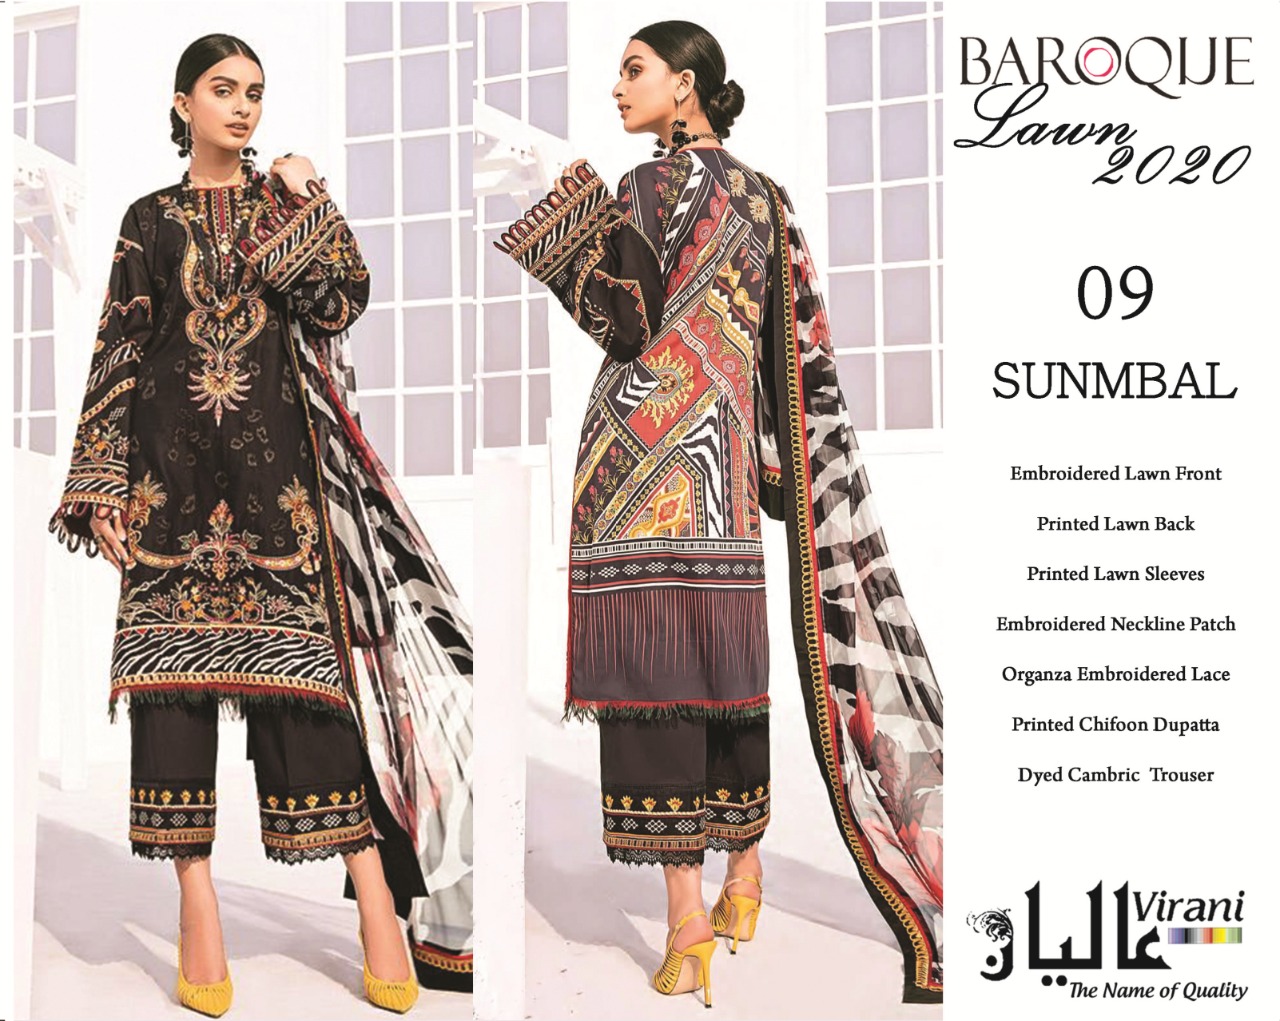 BAROQUE
Lawn
2020
09
SUNMBAL
Embroidered Lawn Front
Printed Lawn Back
Printed Lawn Sleeves
Embroidered Neckline Patch
Organza Embroidered Lace
Printed Chifoon Dupatta
Dyed Cambric Trouser
Virani
عالیان
The Name of Quality